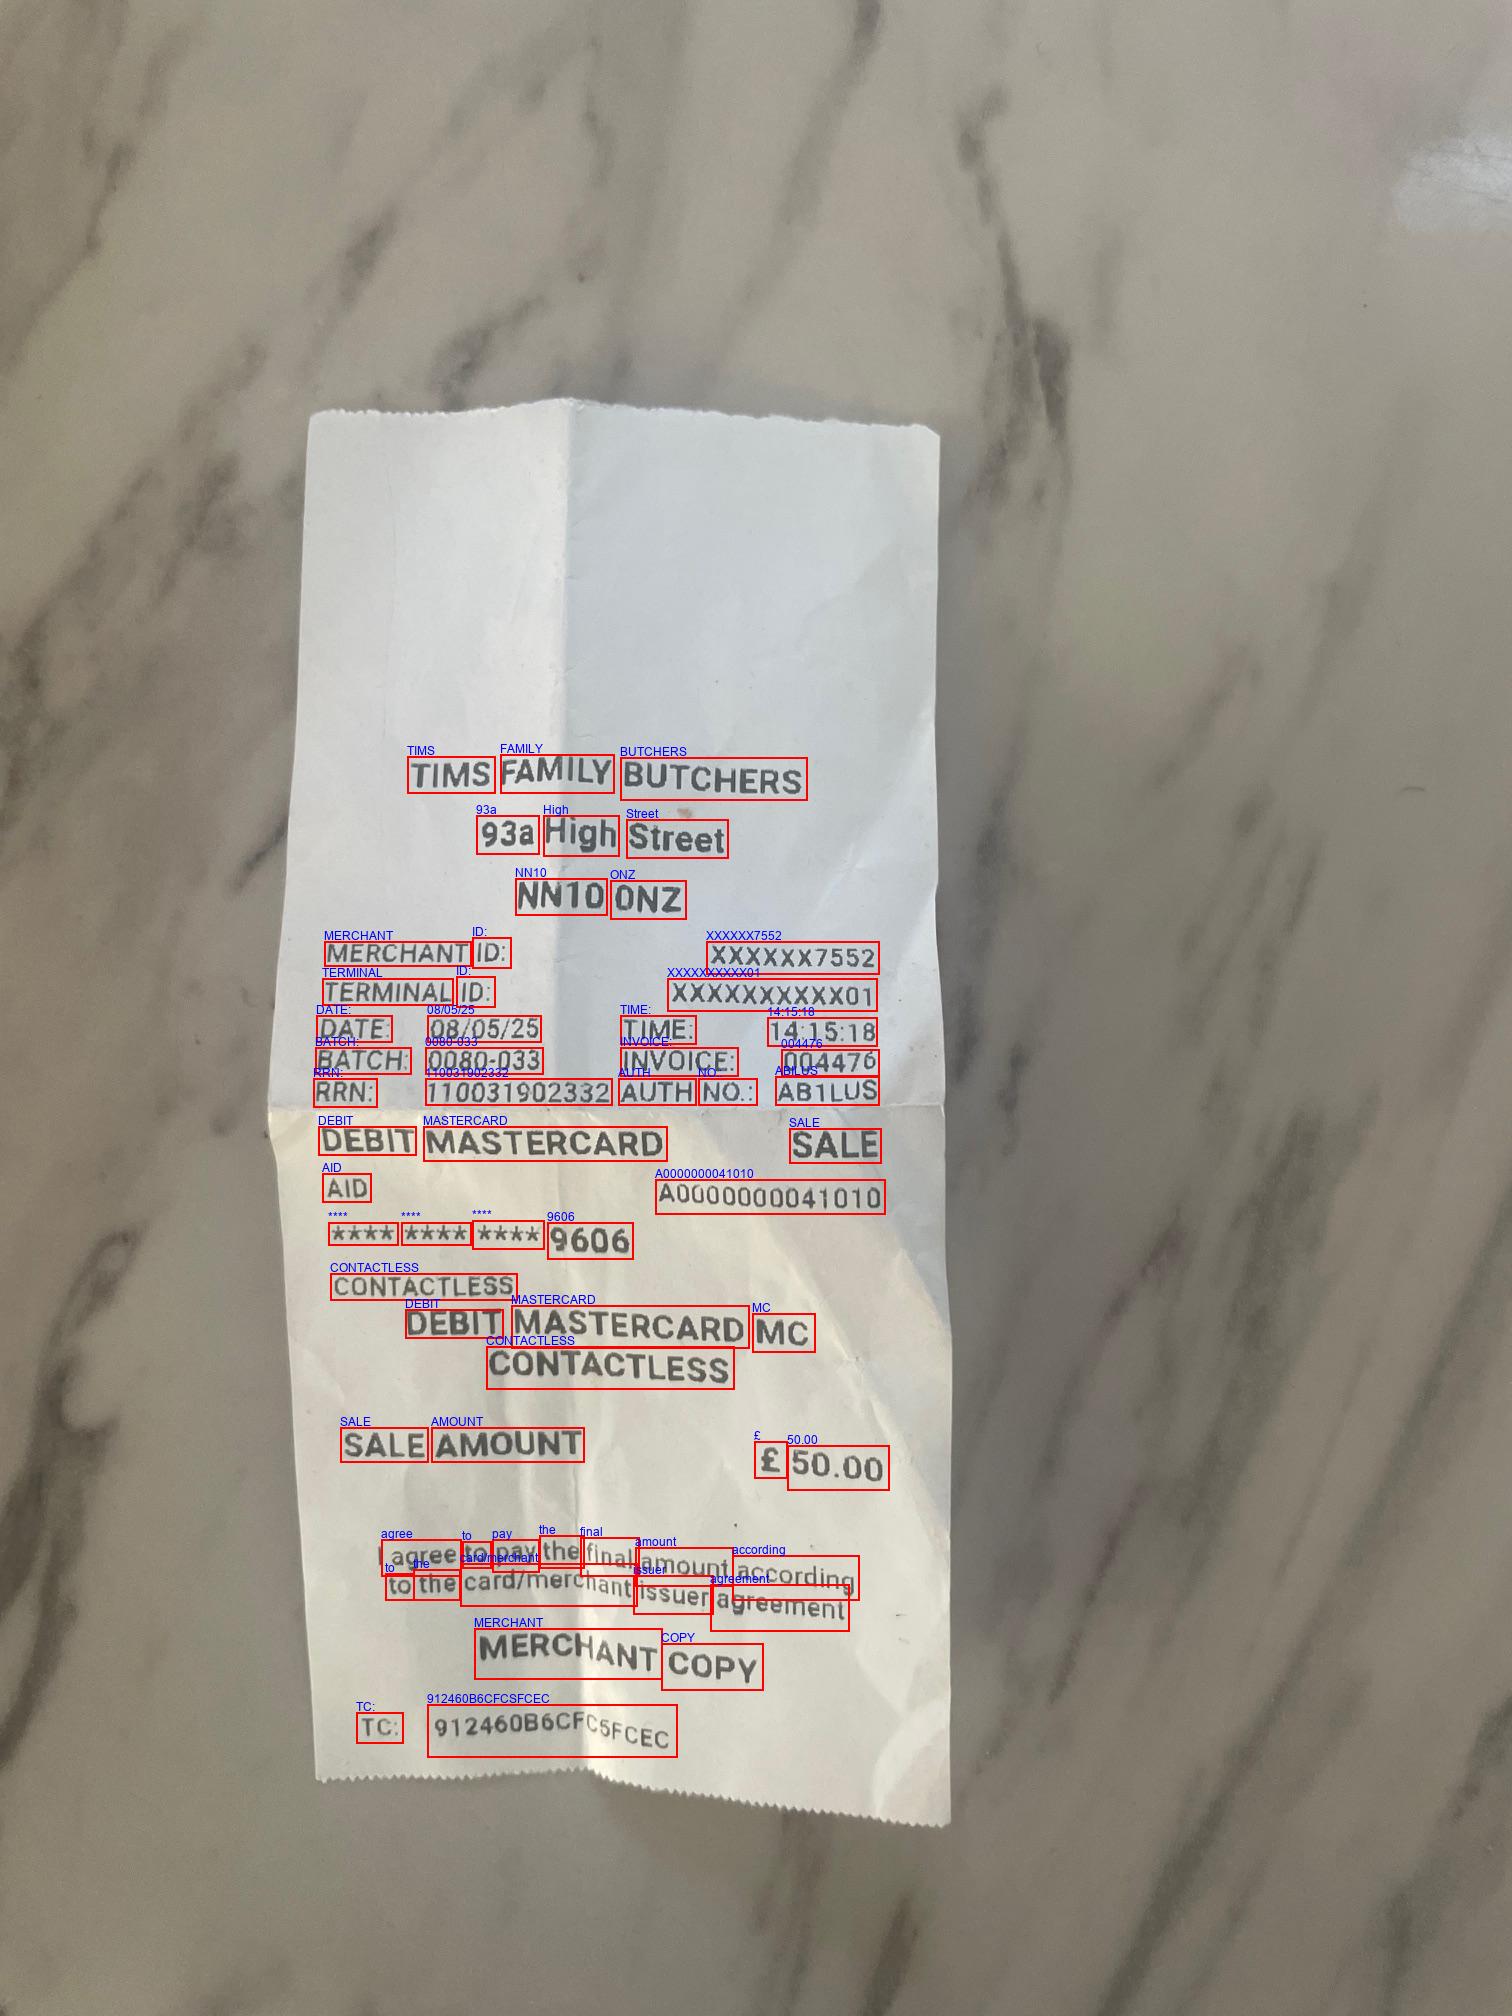 TIMS FAMILY BUTCHERS
93a High Street
NN10 0NZ
MERCHANT ID: XXXXXX7552
TERMINAL ID: XXXXXXXXXX01
DATE: 08/05/25 TIME: 14:15:18
BATCH: 0080-033 INVOICE: 004476
RRN: 110031902332 AUTH NO.: AB1LUS
DEBIT MASTERCARD SALE
AID A0000000041010
**** **** **** 9606
CONTACTLESS
DEBIT MASTERCARD MC
CONTACTLESS
SALE AMOUNT £50.00
I agree to pay the final amount according
to the card/merchant issuer agreement
MERCHANT COPY
TC: 912460B6CFC5FCEC